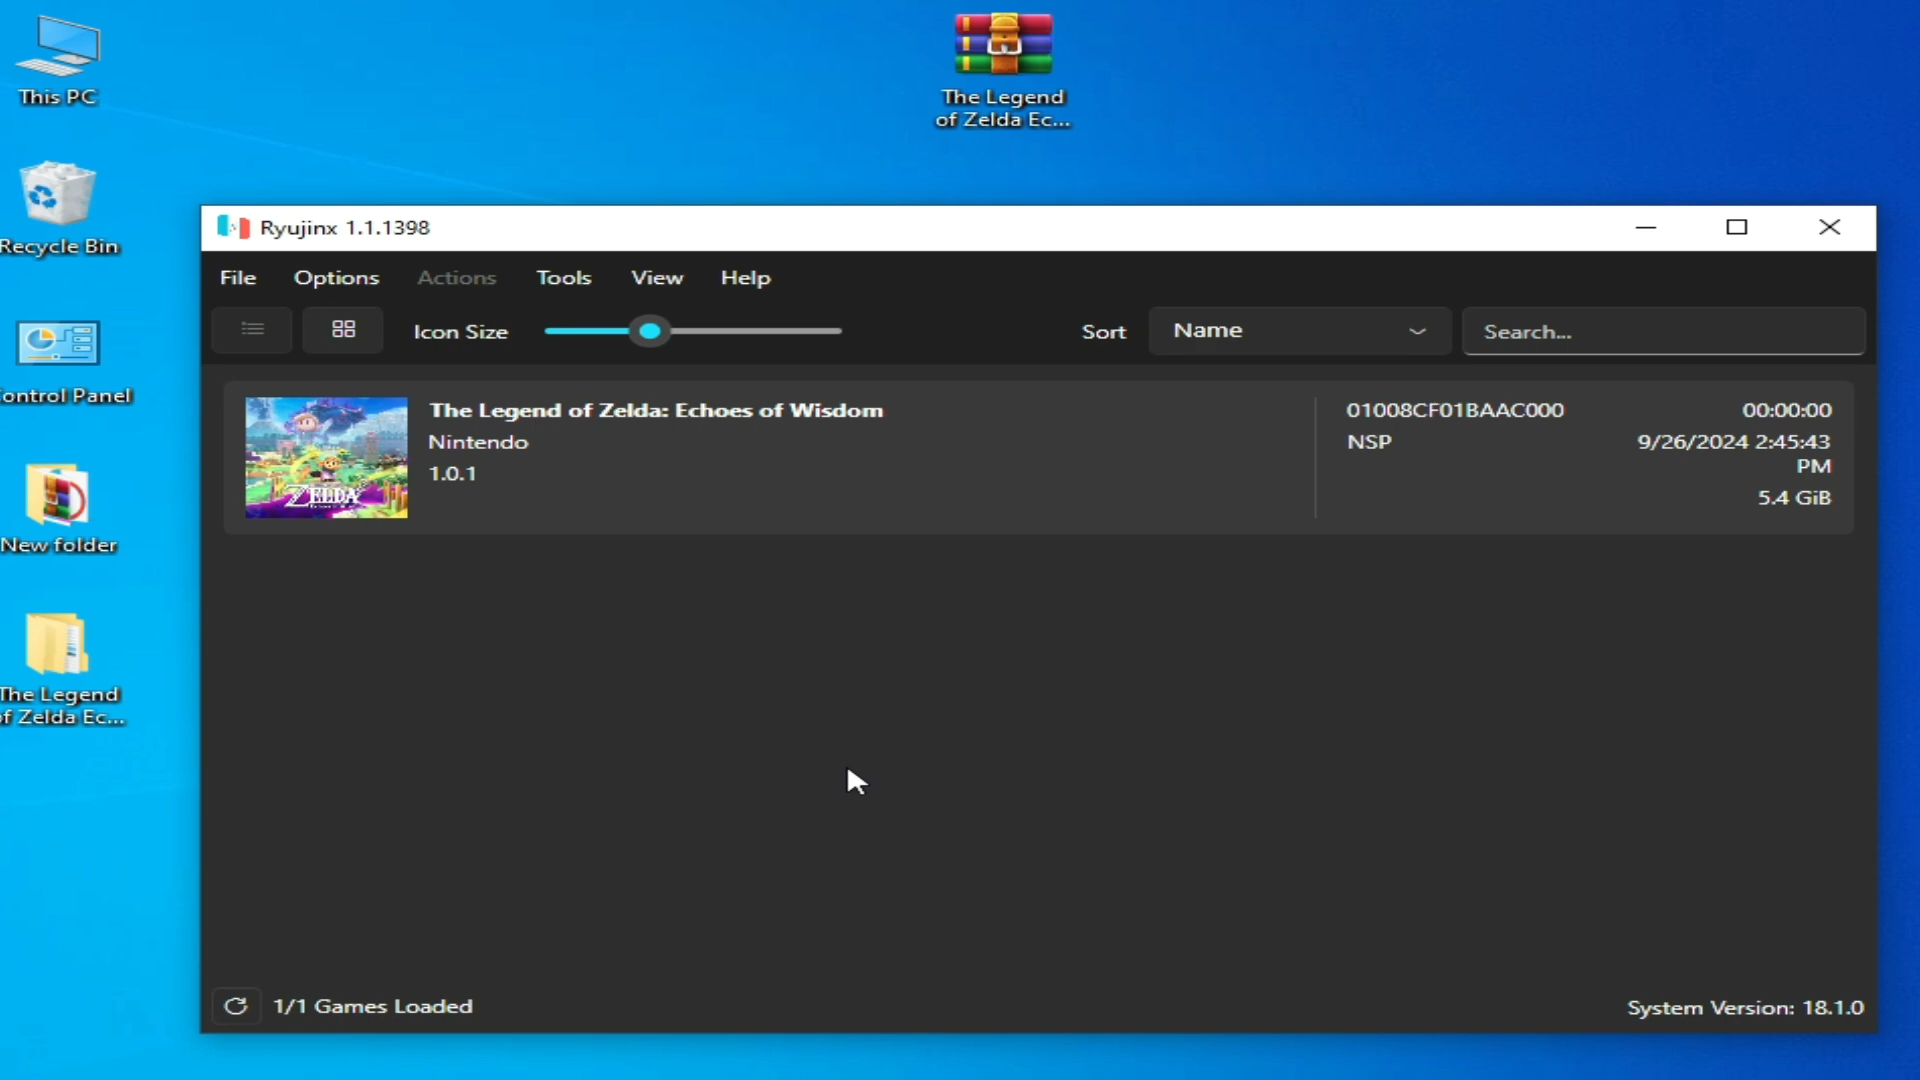 This PC
The Legend
of Zelda Ec...
Recycle Bin
ontrol Panel
New folder
The Legend
of Zelda Ec...
Ryujinx 1.1.1398
File Options Actions Tools View Help
Icon Size
Sort Name Search...
The Legend of Zelda: Echoes of Wisdom
Nintendo
1.0.1
01008CF01BAAC000 00:00:00
NSP 9/26/2024 2:45:43
PM
5.4 GiB
ZELDA
1/1 Games Loaded
System Version: 18.1.0